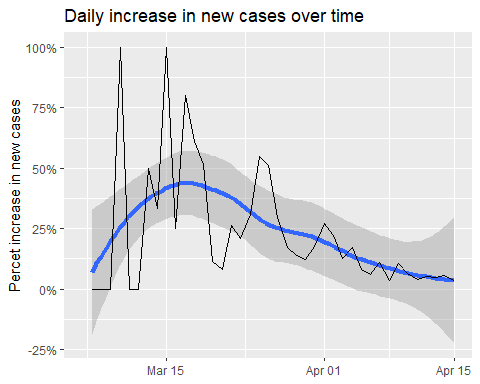 Daily increase in new cases over time
Percet increase in new cases
100%
75%
50%
25%
0%
-25%
Mar 15
Apr 01
Apr 15